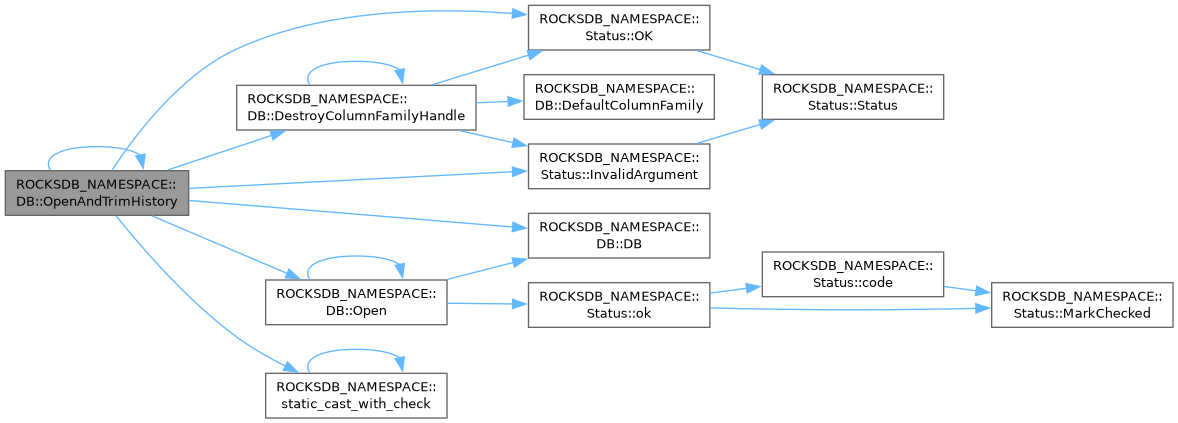 ROCKSDB_NAMESPACE::
DB::OpenAndTrimHistory
ROCKSDB_NAMESPACE::
DB::DestroyColumnFamilyHandle
ROCKSDB_NAMESPACE::
DB::Open
ROCKSDB_NAMESPACE::
static_cast_with_check
ROCKSDB_NAMESPACE::
Status::OK
ROCKSDB_NAMESPACE::
DB::DefaultColumnFamily
ROCKSDB_NAMESPACE::
Status::InvalidArgument
ROCKSDB_NAMESPACE::
DB::DB
ROCKSDB_NAMESPACE::
Status::ok
ROCKSDB_NAMESPACE::
Status::Status
ROCKSDB_NAMESPACE::
Status::code
ROCKSDB_NAMESPACE::
Status::MarkChecked